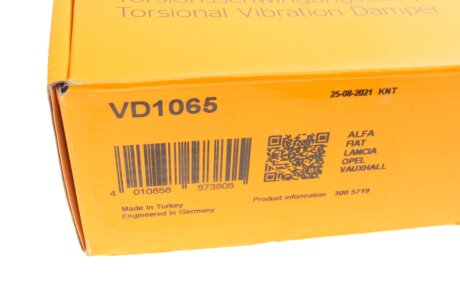 Torsional Vibration Damper
VD1065
25-08-2021 KNT
ALFA
FIAT
LANCIA
OPEL
VAUXHALL
4 010858 573805
Product information 300 5719
Made In Turkey
Engineered In Germany